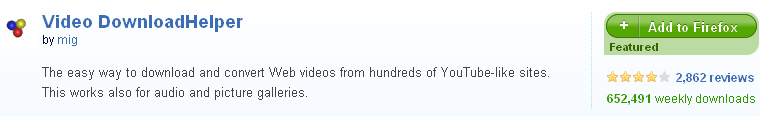 Video DownloadHelper
by mig
The easy way to download and convert Web videos from hundreds of YouTube-like sites.
This works also for audio and picture galleries.
+ Add to Firefox
Featured
2,862 reviews
652,491 weekly downloads